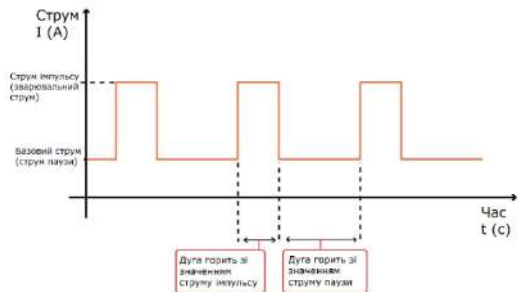 Струм
I (A)
Струм імпульсу
(зварювальний
струм)
Базовий струм
(струм паузи)
Час
t (c)
Дуга горить зі
значенням
струму імпульсу
Дуга горить зі
значенням
струму паузи